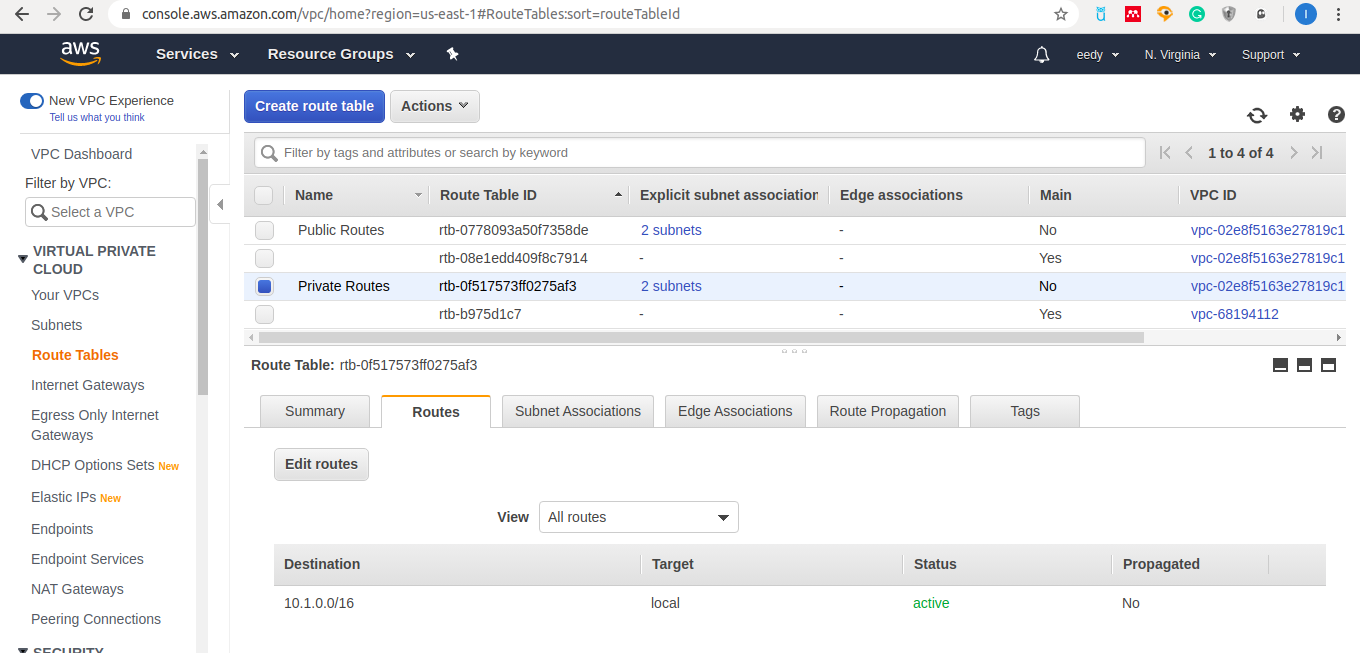 console.aws.amazon.com/vpc/home?region=us-east-1#RouteTables:sort=routeTableId
I
aws Services Resource Groups eedy N. Virginia Support
New VPC Experience
Tell us what you think
VPC Dashboard
Filter by VPC:
Select a VPC
VIRTUAL PRIVATE
CLOUD
Your VPCs
Subnets
Route Tables
Internet Gateways
Egress Only Internet
Gateways
DHCP Options Sets New
Elastic IPs New
Endpoints
Endpoint Services
NAT Gateways
Peering Connections
SECURITY
Create route table Actions
Filter by tags and attributes or search by keyword 1 to 4 of 4
Name Route Table ID Explicit subnet association Edge associations Main VPC ID
Public Routes rtb-0778093a50f7358de 2 subnets - No vpc-02e8f5163e27819c1
rtb-08e1edd409f8c7914 - - Yes vpc-02e8f5163e27819c1
Private Routes rtb-0f517573ff0275af3 2 subnets - No vpc-02e8f5163e27819c1
rtb-b975d1c7 - - Yes vpc-68194112
Route Table: rtb-0f517573ff0275af3
Summary Routes Subnet Associations Edge Associations Route Propagation Tags
Edit routes
View All routes
Destination Target Status Propagated
10.1.0.0/16 local active No